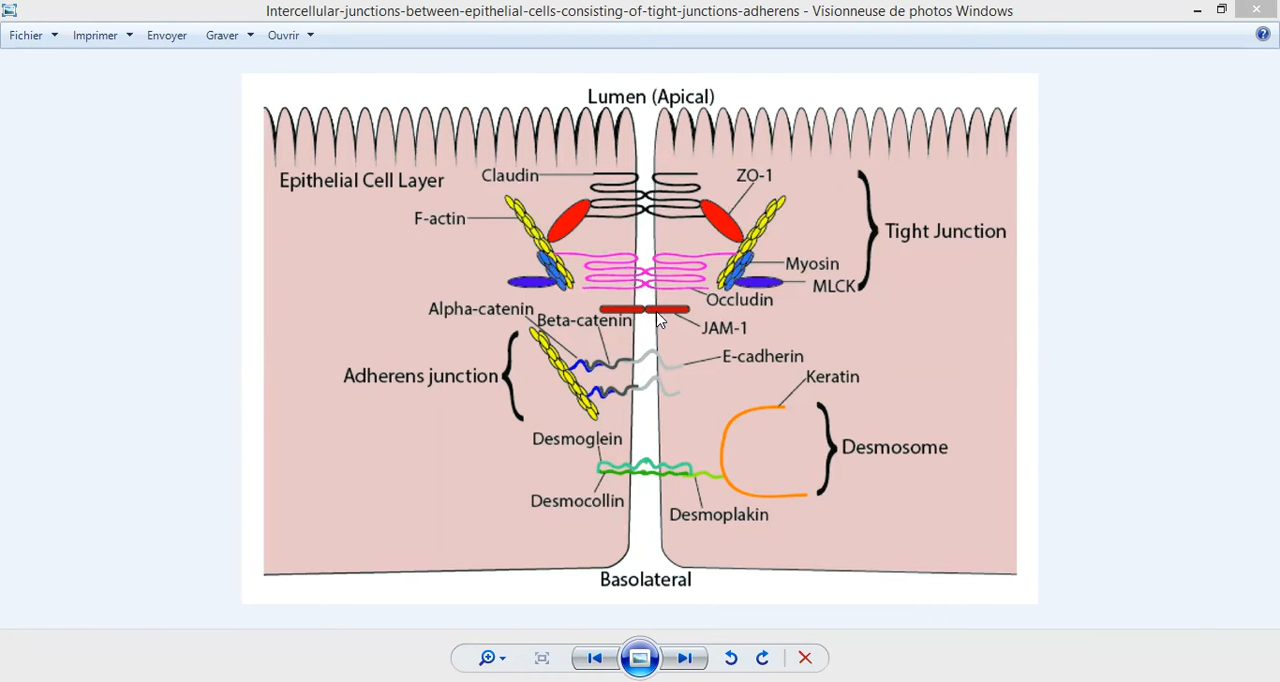 Intercellular-junctions-between-epithelial-cells-consisting-of-tight-junctions-adherens - Visionneuse de photos Windows
Fichier Imprimer Envoyer Graver Ouvrir
Lumen (Apical)
Epithelial Cell Layer
Claudin
ZO-1
F-actin
Tight Junction
Myosin
MLCK
Occludin
Alpha-catenin
Beta-catenin
JAM-1
E-cadherin
Adherens junction
Keratin
Desmoglein
Desmosome
Desmocollin
Desmoplakin
Basolateral